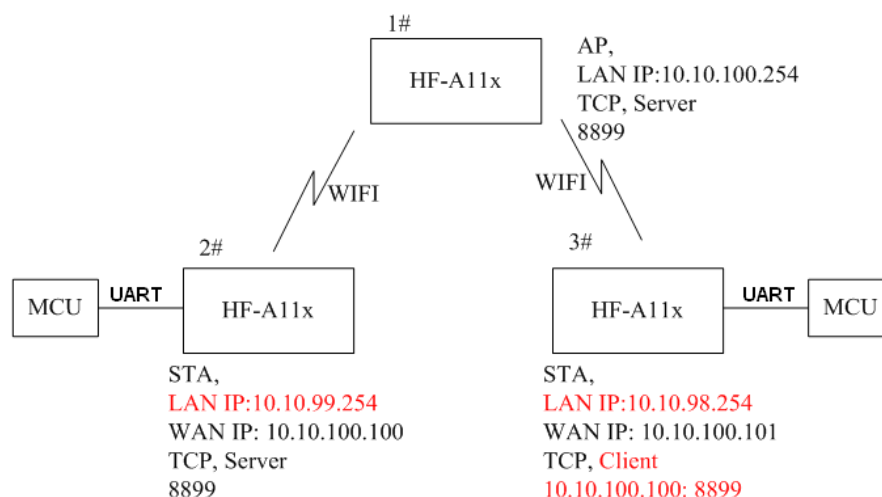 1#
HF-A11x
AP,
LAN IP:10.10.100.254
TCP, Server
8899
WIFI
WIFI
2#
3#
MCU
UART
HF-A11x
HF-A11x
UART
MCU
STA,
LAN IP:10.10.99.254
WAN IP: 10.10.100.100
TCP, Server
8899
STA,
LAN IP:10.10.98.254
WAN IP: 10.10.100.101
TCP, Client
10.10.100.100: 8899